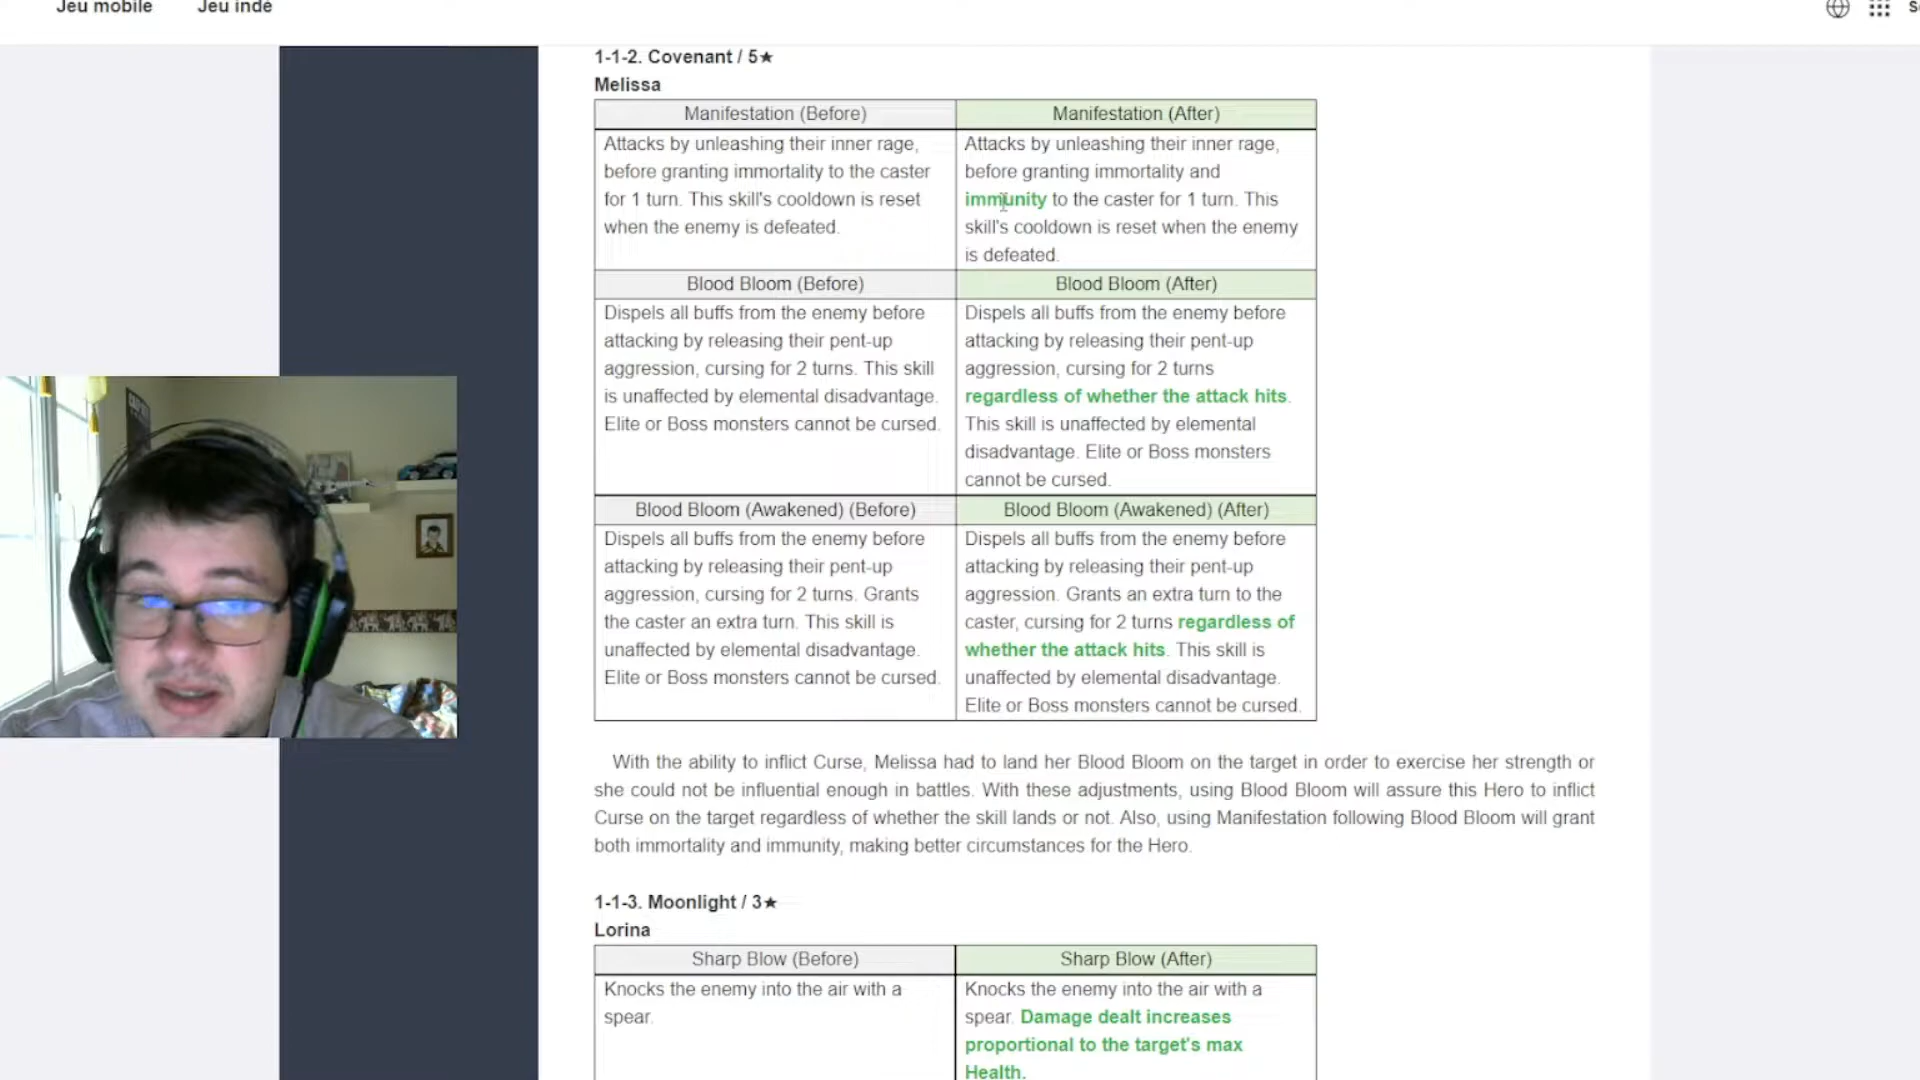 Jeu mobile
Jeu indé
1-1-2. Covenant / 5★
Melissa
Manifestation (Before)
Manifestation (After)
Attacks by unleashing their inner rage,
before granting immortality to the caster
for 1 turn. This skill's cooldown is reset
when the enemy is defeated.
Attacks by unleashing their inner rage,
before granting immortality and
immunity to the caster for 1 turn. This
skill's cooldown is reset when the enemy
is defeated.
Blood Bloom (Before)
Blood Bloom (After)
Dispels all buffs from the enemy before
attacking by releasing their pent-up
aggression, cursing for 2 turns. This skill
is unaffected by elemental disadvantage.
Elite or Boss monsters cannot be cursed.
Dispels all buffs from the enemy before
attacking by releasing their pent-up
aggression, cursing for 2 turns
regardless of whether the attack hits.
This skill is unaffected by elemental
disadvantage. Elite or Boss monsters
cannot be cursed.
Blood Bloom (Awakened) (Before)
Blood Bloom (Awakened) (After)
Dispels all buffs from the enemy before
attacking by releasing their pent-up
aggression, cursing for 2 turns. Grants
the caster an extra turn. This skill is
unaffected by elemental disadvantage.
Elite or Boss monsters cannot be cursed.
Dispels all buffs from the enemy before
attacking by releasing their pent-up
aggression. Grants an extra turn to the
caster, cursing for 2 turns regardless of
whether the attack hits. This skill is
unaffected by elemental disadvantage.
Elite or Boss monsters cannot be cursed.
With the ability to inflict Curse, Melissa had to land her Blood Bloom on the target in order to exercise her strength or
she could not be influential enough in battles. With these adjustments, using Blood Bloom will assure this Hero to inflict
Curse on the target regardless of whether the skill lands or not. Also, using Manifestation following Blood Bloom will grant
both immortality and immunity, making better circumstances for the Hero.
1-1-3. Moonlight / 3★
Lorina
Sharp Blow (Before)
Sharp Blow (After)
Knocks the enemy into the air with a
spear.
Knocks the enemy into the air with a
spear. Damage dealt increases
proportional to the target's max
Health.